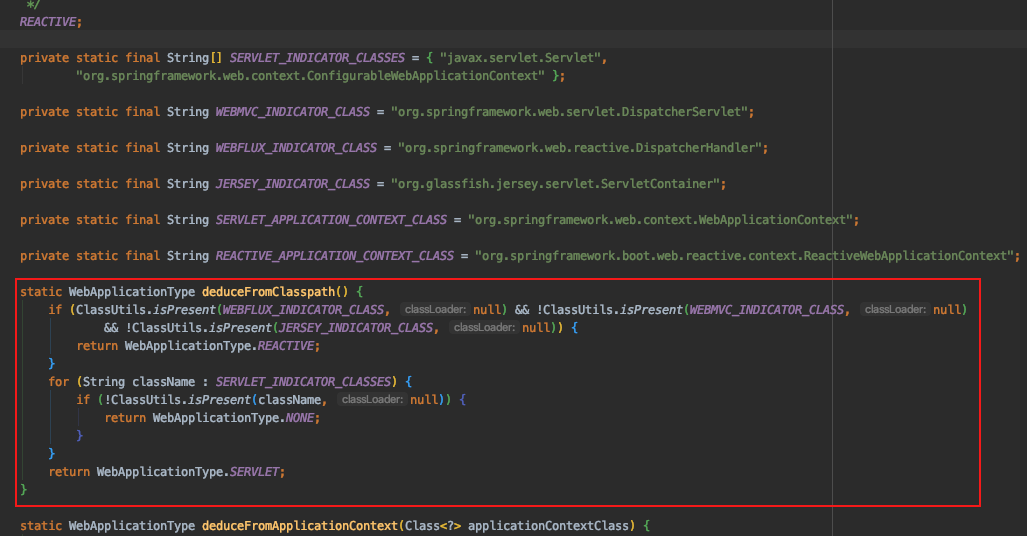 */
REACTIVE;
private static final String[] SERVLET_INDICATOR_CLASSES = { "javax.servlet.Servlet",
"org.springframework.web.context.ConfigurableWebApplicationContext" };
private static final String WEBMVC_INDICATOR_CLASS = "org.springframework.web.servlet.DispatcherServlet";
private static final String WEBFLUX_INDICATOR_CLASS = "org.springframework.web.reactive.DispatcherHandler";
private static final String JERSEY_INDICATOR_CLASS = "org.glassfish.jersey.servlet.ServletContainer";
private static final String SERVLET_APPLICATION_CONTEXT_CLASS = "org.springframework.web.context.WebApplicationContext";
private static final String REACTIVE_APPLICATION_CONTEXT_CLASS = "org.springframework.boot.web.reactive.context.ReactiveWebApplicationContext";
static WebApplicationType deduceFromClasspath() {
if (ClassUtils.isPresent(WEBFLUX_INDICATOR_CLASS, classLoader: null) && !ClassUtils.isPresent(WEBMVC_INDICATOR_CLASS, classLoader: null)
&& !ClassUtils.isPresent(JERSEY_INDICATOR_CLASS, classLoader: null)) {
return WebApplicationType.REACTIVE;
}
for (String className : SERVLET_INDICATOR_CLASSES) {
if (!ClassUtils.isPresent(className, classLoader: null)) {
return WebApplicationType.NONE;
}
}
return WebApplicationType.SERVLET;
}
static WebApplicationType deduceFromApplicationContext(Class<?> applicationContextClass) {